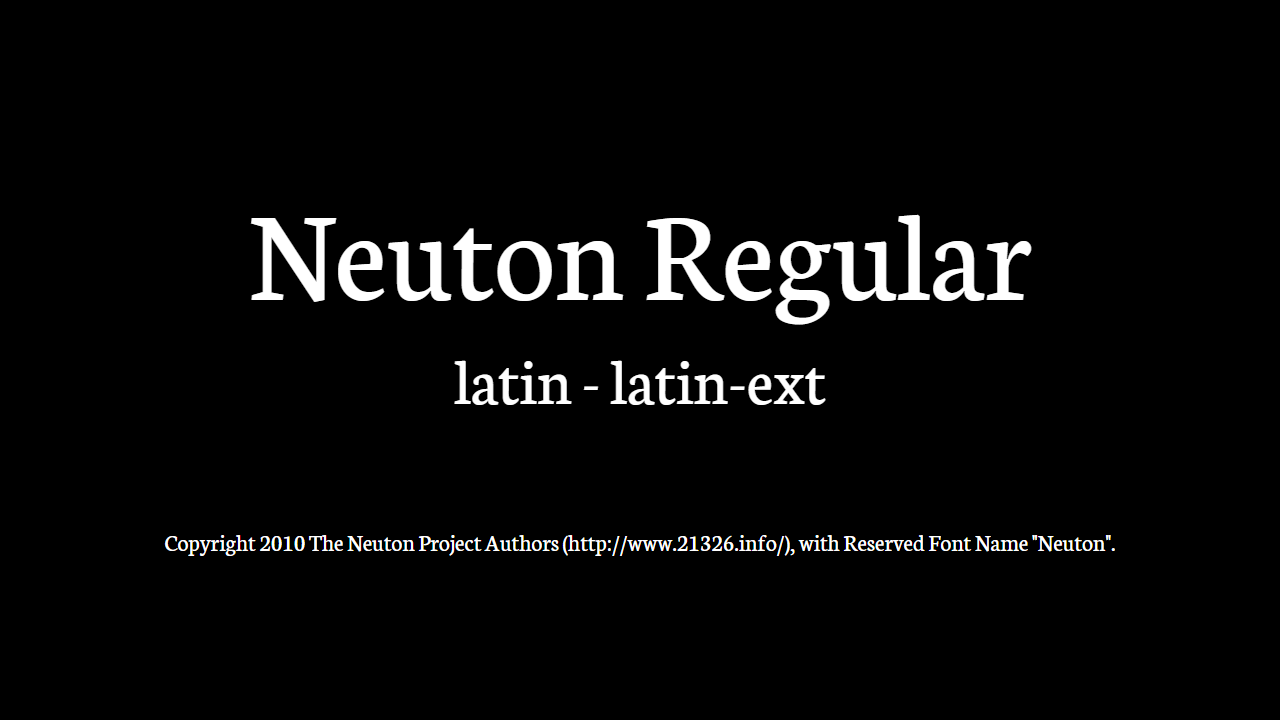 Neuton Regular
latin - latin-ext
Copyright 2010 The Neuton Project Authors (http://www.21326.info/), with Reserved Font Name "Neuton".